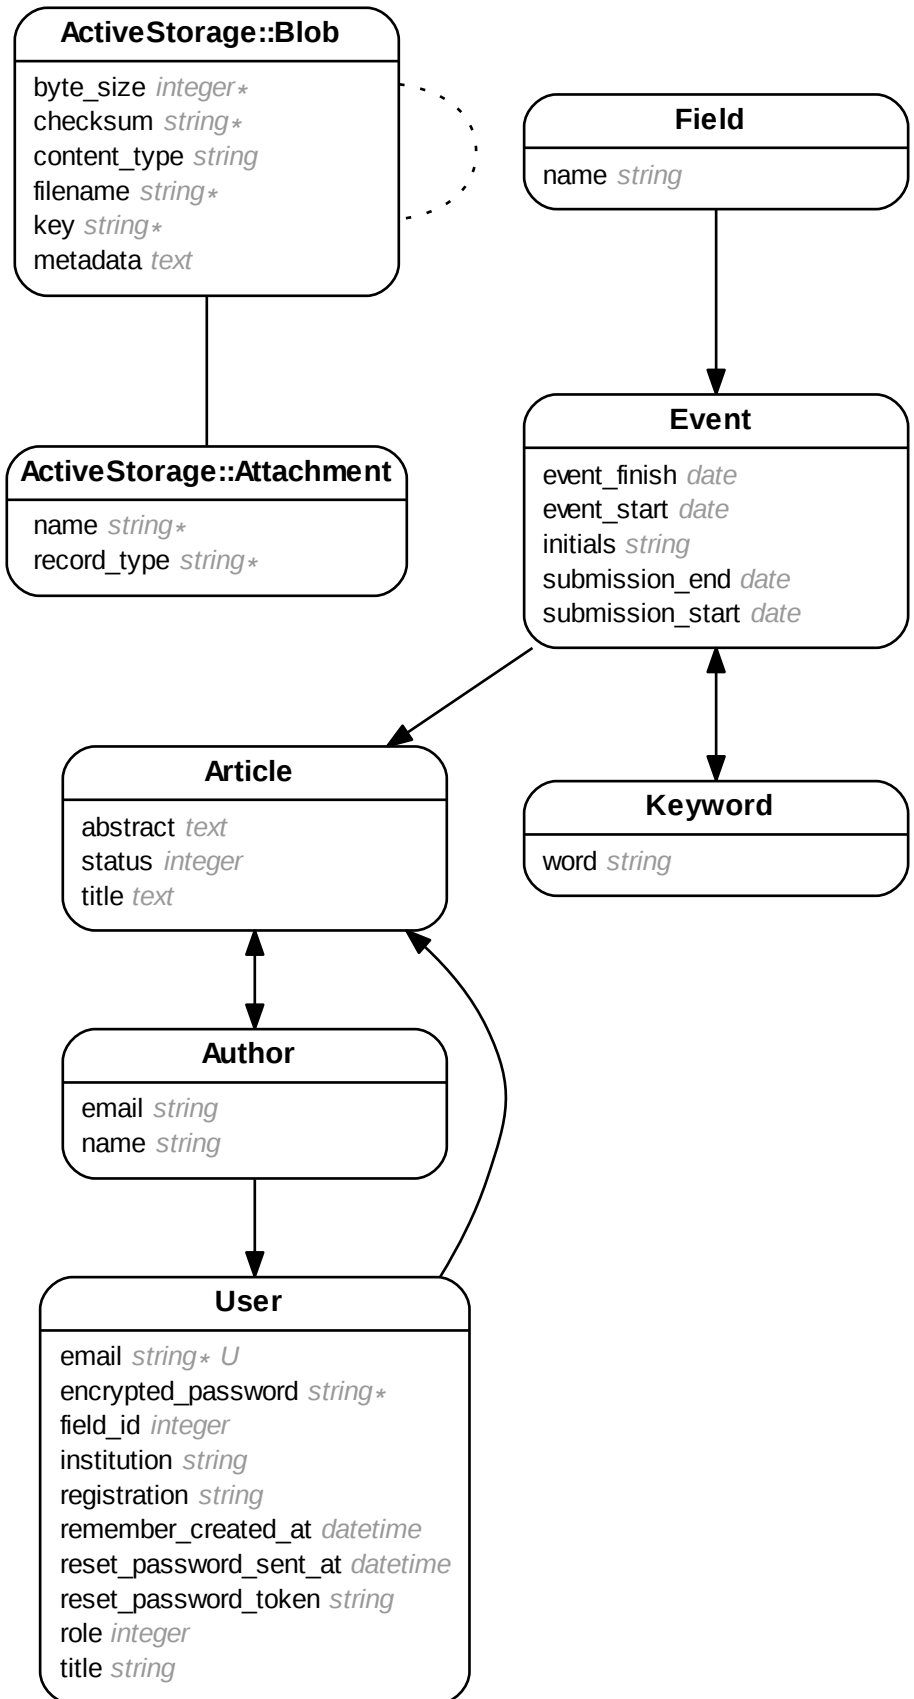 ActiveStorage::Blob
byte_size integer*
checksum string*
content_type string
filename string*
key string*
metadata text
Field
name string
ActiveStorage::Attachment
name string*
record_type string*
Event
event_finish date
event_start date
initials string
submission_end date
submission_start date
Article
abstract text
status integer
title text
Keyword
word string
Author
email string
name string
User
email string* U
encrypted_password string*
field_id integer
institution string
registration string
remember_created_at datetime
reset_password_sent_at datetime
reset_password_token string
role integer
title string